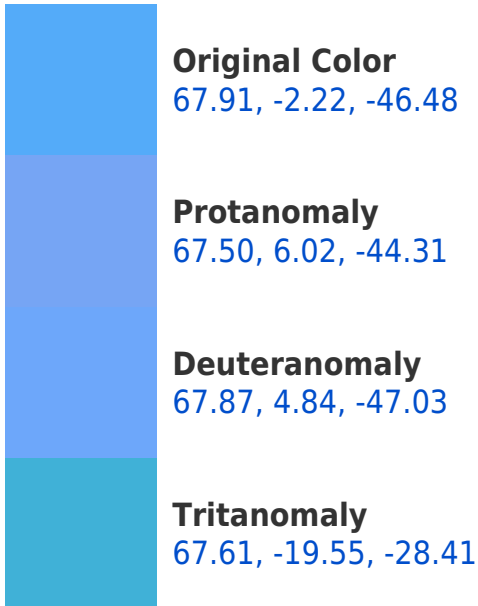 Original Color
67.91, -2.22, -46.48
Protanomaly
67.50, 6.02, -44.31
Deuteranomaly
67.87, 4.84, -47.03
Tritanomaly
67.61, -19.55, -28.41